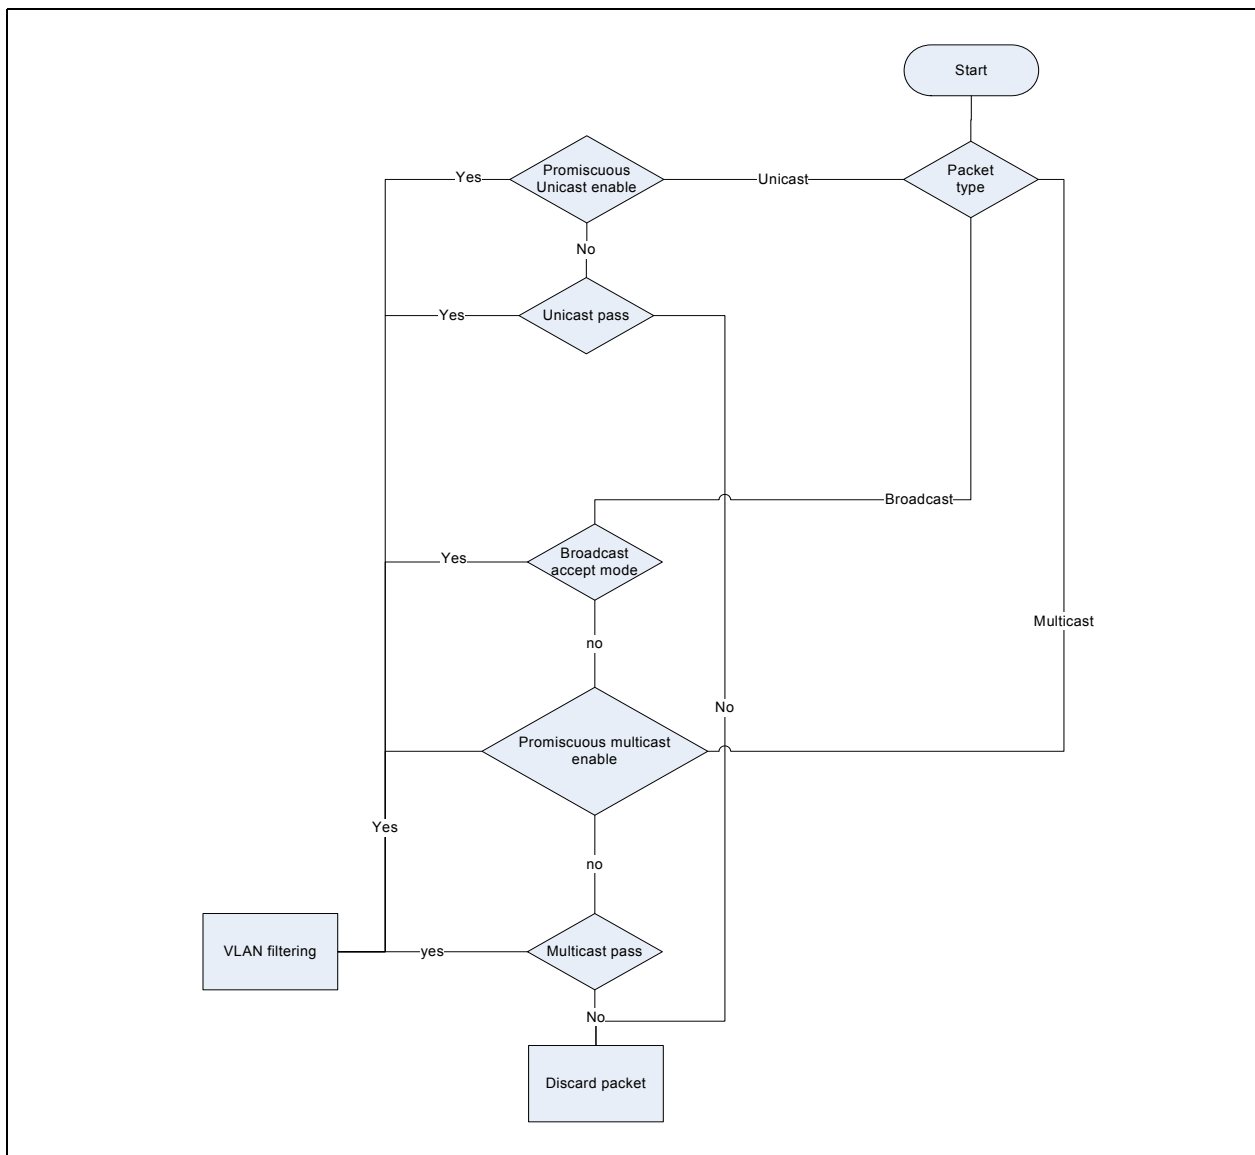 Start
Packet
type
Unicast
Promiscuous
Unicast enable
Yes
No
Unicast pass
Yes
Broadcast
Broadcast
accept mode
Yes
no
Multicast
No
Promiscuous multicast
enable
Yes
no
VLAN filtering
yes
Multicast pass
No
Discard packet